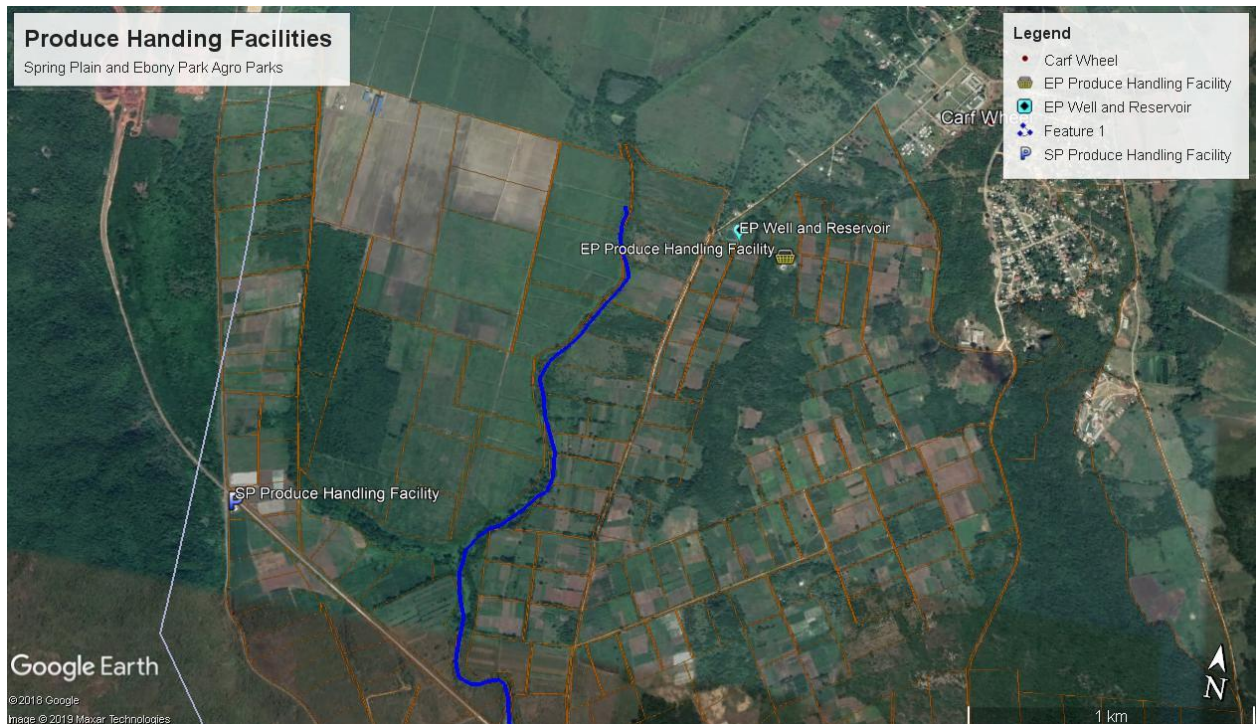 Produce Handing Facilities
Spring Plain and Ebony Park Agro Parks
Legend
Carf Wheel
EP Produce Handling Facility
EP Well and Reservoir
Feature 1
SP Produce Handling Facility
P
Carf Wheel
EP Well and Reservoir
EP Produce Handling Facility
P
SP Produce Handling Facility
Google Earth
©2018 Google
Image © 2019 Maxar Technologies
1 km
N